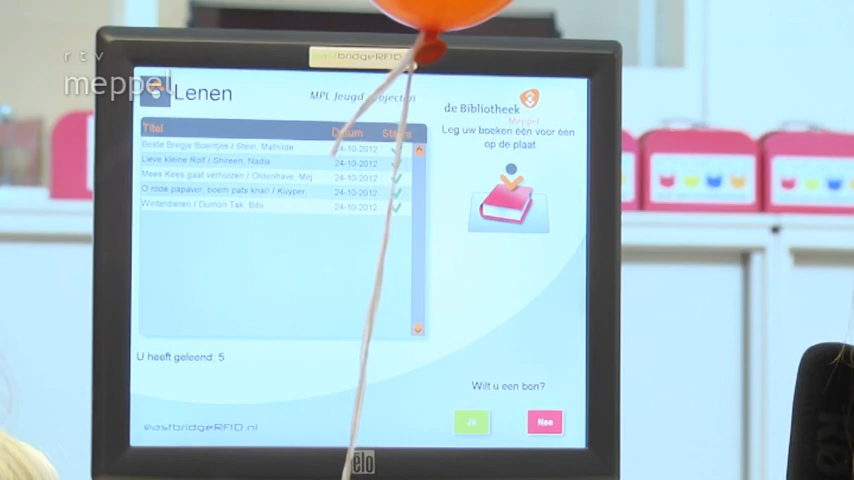 rtv
meppel
eastbridgeRFID.nl
Lenen
MPL Jeugd projecten
de Bibliotheek
Meppel
Leg uw boeken één voor één
op de plaat
Titel Datum Status
Beste Bregje Boentjes / Stein, Mathilde 24-10-2012
Lieve kleine Rolf / Shireen, Nadia 24-10-2012
Mees Kees gaat verhuizen / Oldenhave, Mirj 24-10-2012
O rode papaver, boem pats knal! / Kuyper, 24-10-2012
Winterdieren / Dumon Tak, Bibi 24-10-2012
U heeft geleend: 5
Wilt u een bon?
Ja Nee
eastbridgeRFID.nl
elo